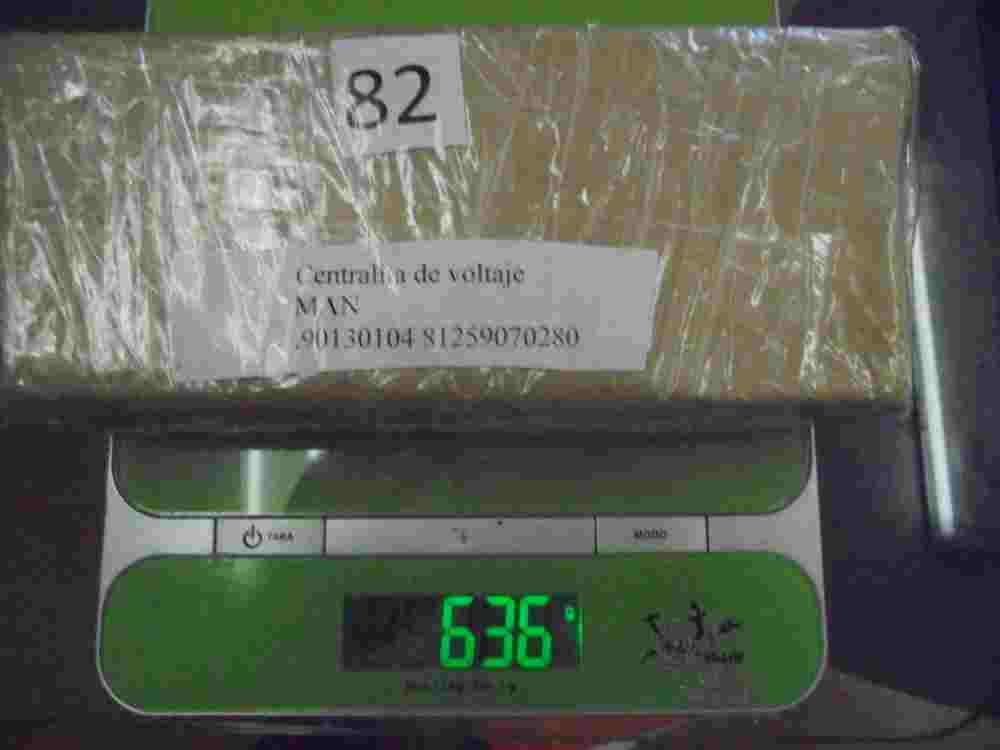 82
Centralita de voltaje
MAN
.90130104 81259070280
TARA
MODO
636